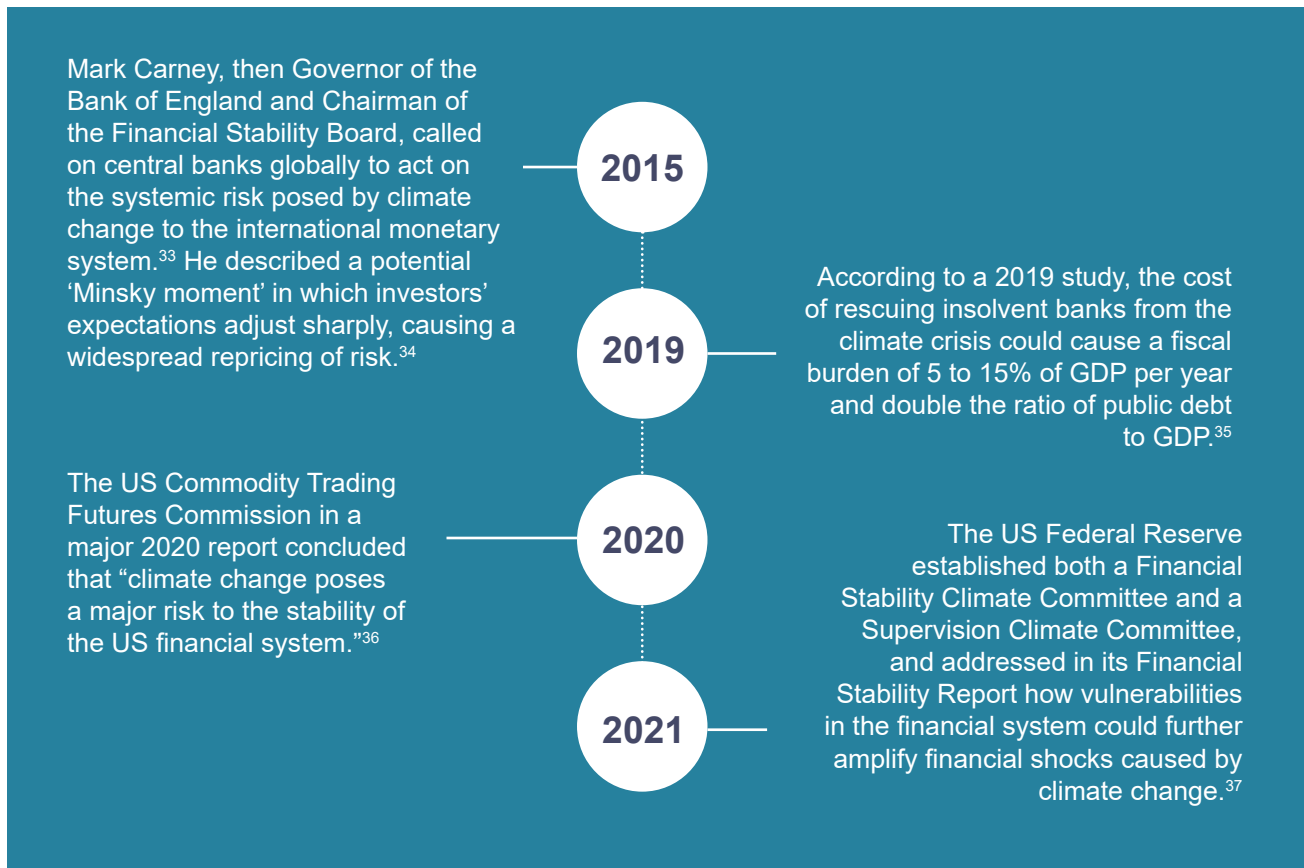 Mark Carney, then Governor of the
Bank of England and Chairman of
the Financial Stability Board, called
on central banks globally to act on
the systemic risk posed by climate
change to the international monetary
system.33 He described a potential
‘Minsky moment’ in which investors’
expectations adjust sharply, causing a
widespread repricing of risk.34
2015
2019
According to a 2019 study, the cost
of rescuing insolvent banks from the
climate crisis could cause a fiscal
burden of 5 to 15% of GDP per year
and double the ratio of public debt
to GDP.35
The US Commodity Trading
Futures Commission in a
major 2020 report concluded
that “climate change poses
a major risk to the stability of
the US financial system.”36
2020
2021
The US Federal Reserve
established both a Financial
Stability Climate Committee and a
Supervision Climate Committee,
and addressed in its Financial
Stability Report how vulnerabilities
in the financial system could further
amplify financial shocks caused by
climate change.37